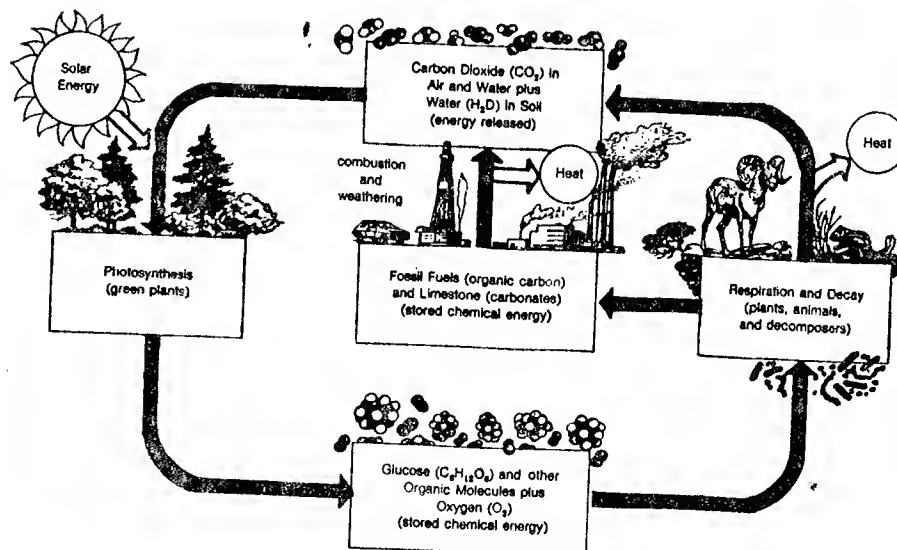 Solar
Energy
Carbon Dioxide (CO₂) in
Air and Water plus
Water (H₂O) in Soil
(energy released)
combustion
and
weathering
Heat
Heat
Photosynthesis
(green plants)
Fossil Fuels (organic carbon)
and Limestone (carbonates)
(stored chemical energy)
Respiration and Decay
(plants, animals,
and decomposers)
Glucose (C₆H₁₂O₆) and other
Organic Molecules plus
Oxygen (O₂)
(stored chemical energy)